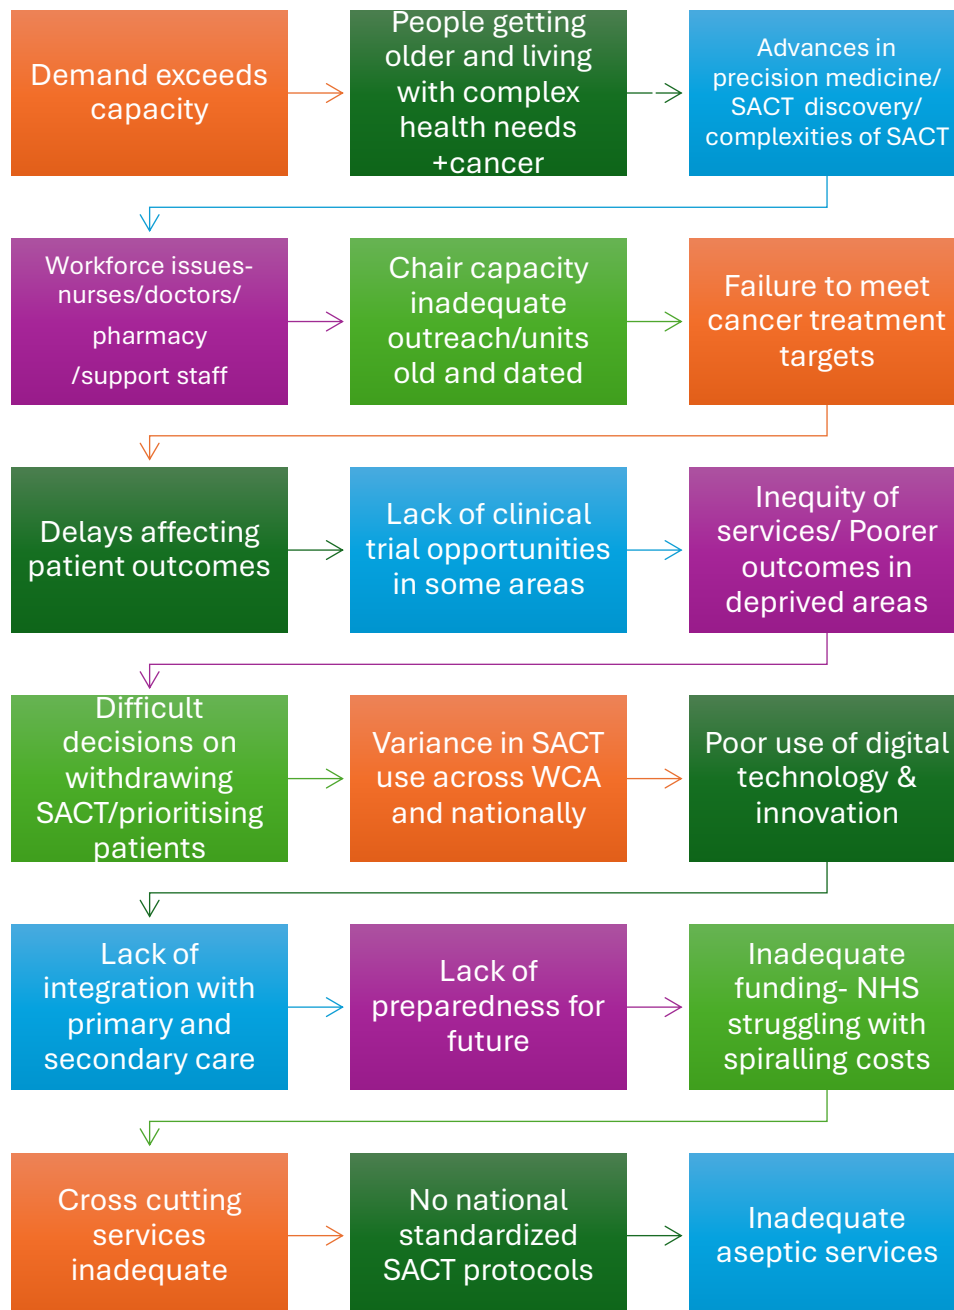 Demand exceeds
capacity
People getting
older and living
with complex
health needs
+cancer
Advances in
precision medicine/
SACT discovery/
complexities of SACT
Workforce issues-
nurses/doctors/
pharmacy
/support staff
Chair capacity
inadequate
outreach/units
old and dated
Failure to meet
cancer treatment
targets
Delays affecting
patient outcomes
Lack of clinical
trial opportunities
in some areas
Inequity of
services/ Poorer
outcomes in
deprived areas
Difficult
decisions on
withdrawing
SACT/prioritising
patients
Variance in SACT
use across WCA
and nationally
Poor use of digital
technology &
innovation
Lack of
integration with
primary and
secondary care
Lack of
preparedness for
future
Inadequate
funding- NHS
struggling with
spiralling costs
Cross cutting
services
inadequate
No national
standardized
SACT protocols
Inadequate
aseptic services